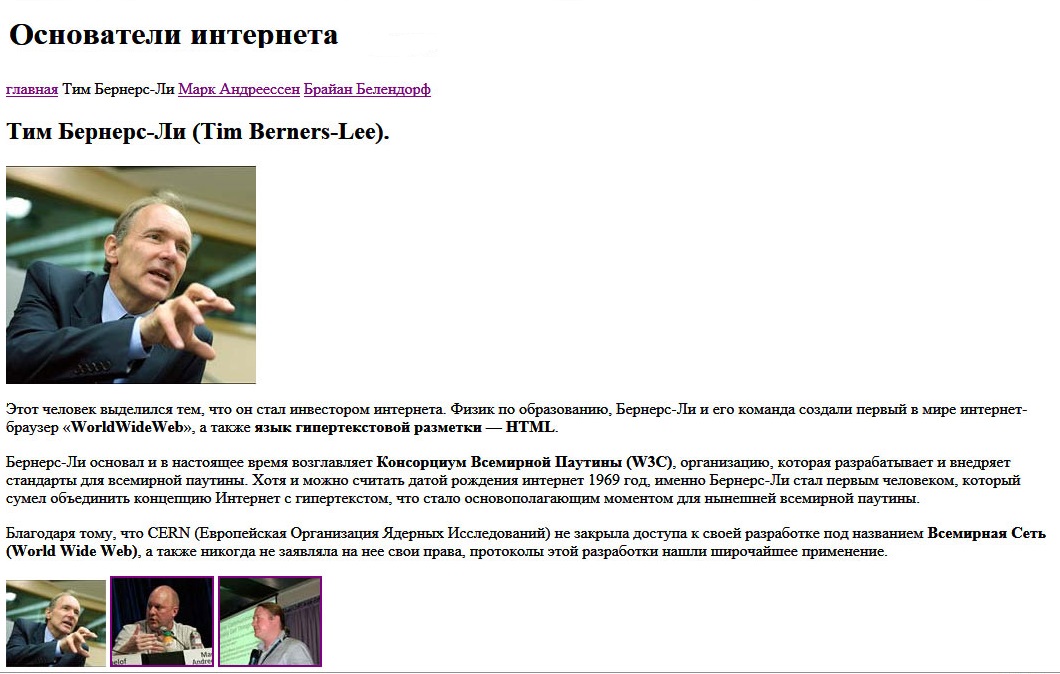 Основатели интернета
главная Тим Бернерс-Ли Марк Андреессен Брайан Белендорф
Тим Бернерс-Ли (Tim Berners-Lee).
Этот человек выделился тем, что он стал инвестором интернета. Физик по образованию, Бернерс-Ли и его команда создали первый в мире интернет-
браузер «WorldWideWeb», а также язык гипертекстовой разметки — HTML.
Бернерс-Ли основал и в настоящее время возглавляет Консорциум Всемирной Паутины (W3C), организацию, которая разрабатывает и внедряет
стандарты для всемирной паутины. Хотя и можно считать датой рождения интернет 1969 год, именно Бернерс-Ли стал первым человеком, который
сумел объединить концепцию Интернет с гипертекстом, что стало основополагающим моментом для нынешней всемирной паутины.
Благодаря тому, что CERN (Европейская Организация Ядерных Исследований) не закрыла доступа к своей разработке под названием Всемирная Сеть
(World Wide Web), а также никогда не заявляла на нее свои права, протоколы этой разработки нашли широчайшее применение.